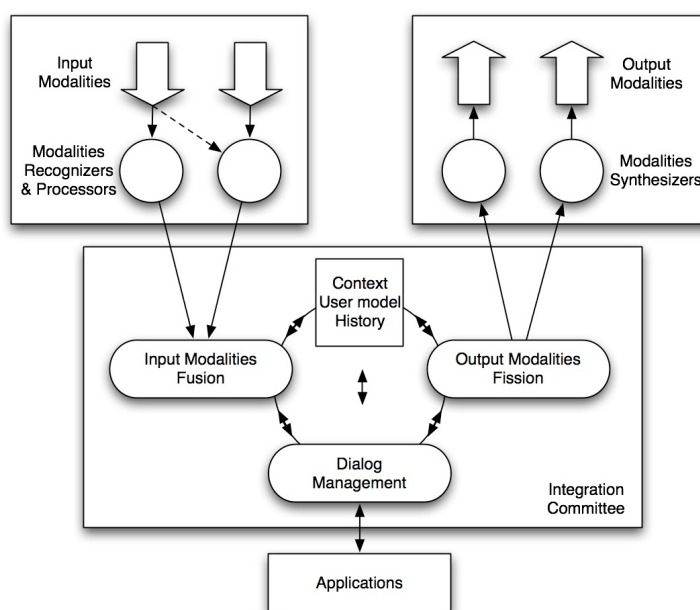 Input
Modalities
Modalities
Recognizers
& Processors
Output
Modalities
Modalities
Synthesizers
Context
User model
History
Input Modalities
Fusion
Output Modalities
Fission
Dialog
Management
Integration
Committee
Applications